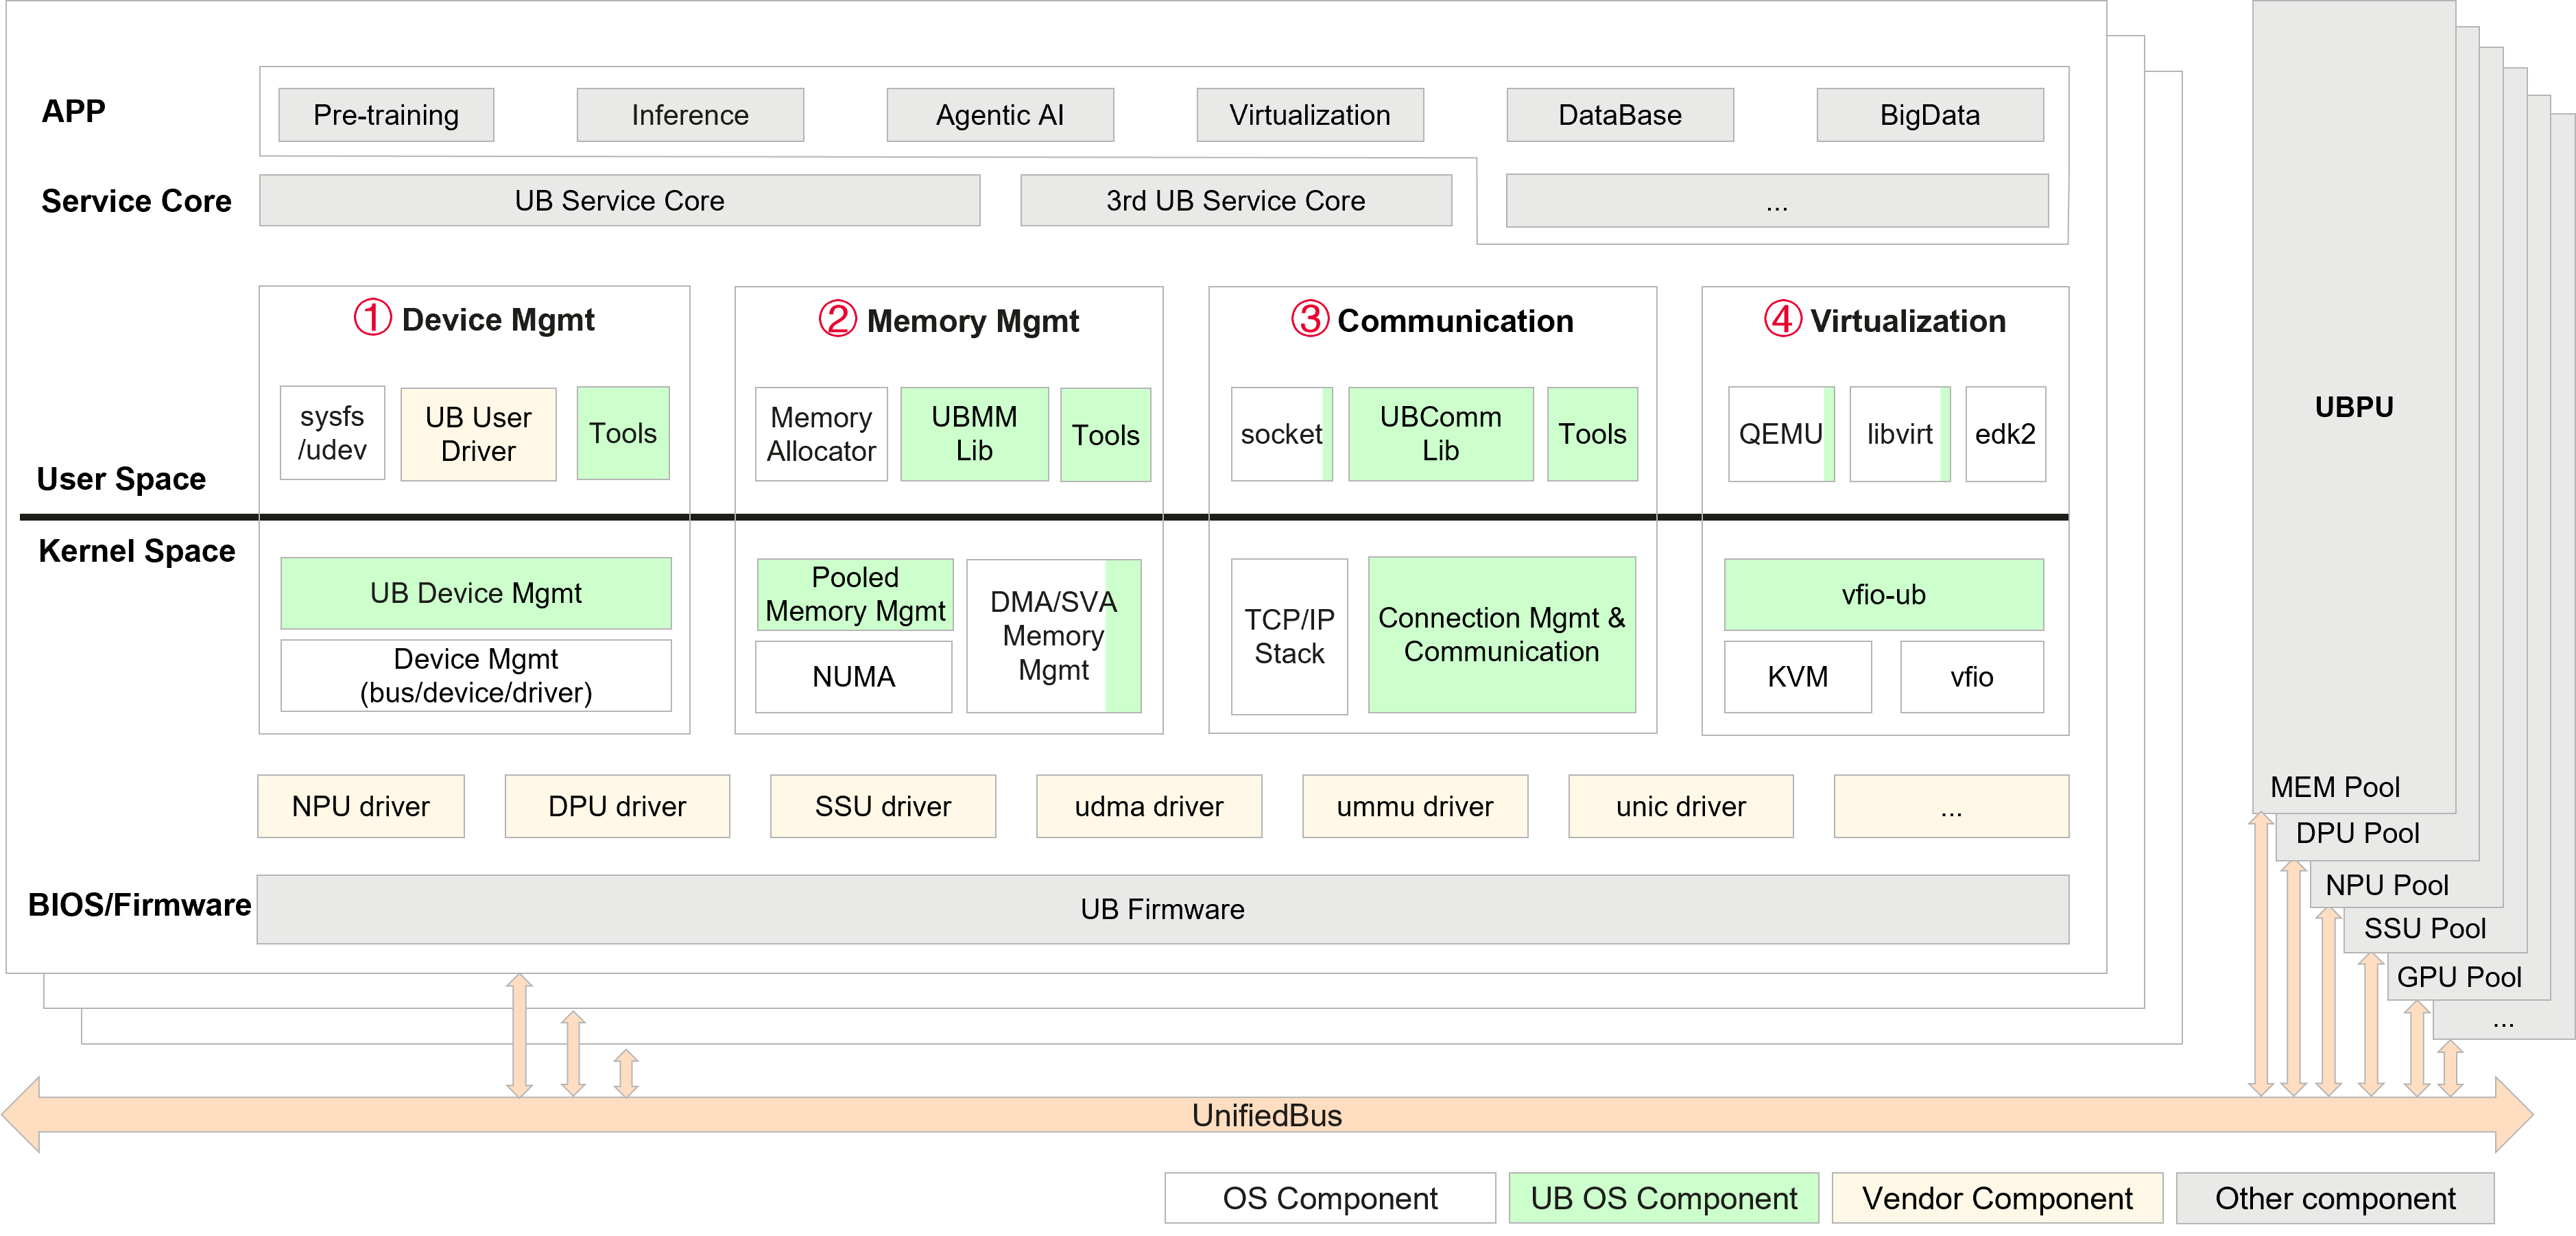 APP
Pre-training
Inference
Agentic AI
Virtualization
DataBase
BigData
Service Core
UB Service Core
3rd UB Service Core
...
① Device Mgmt
sysfs
/udev
UB User
Driver
Tools
② Memory Mgmt
Memory
Allocator
UBMM
Lib
Tools
③ Communication
socket
UBComm
Lib
Tools
④ Virtualization
QEMU
libvirt
edk2
User Space
Kernel Space
UB Device Mgmt
Device Mgmt
(bus/device/driver)
Pooled
Memory Mgmt
NUMA
DMA/SVA
Memory
Mgmt
TCP/IP
Stack
Connection Mgmt &
Communication
vfio-ub
KVM
vfio
NPU driver
DPU driver
SSU driver
udma driver
ummu driver
unic driver
...
BIOS/Firmware
UB Firmware
UBPU
MEM Pool
DPU Pool
NPU Pool
SSU Pool
GPU Pool
...
UnifiedBus
OS Component
UB OS Component
Vendor Component
Other component